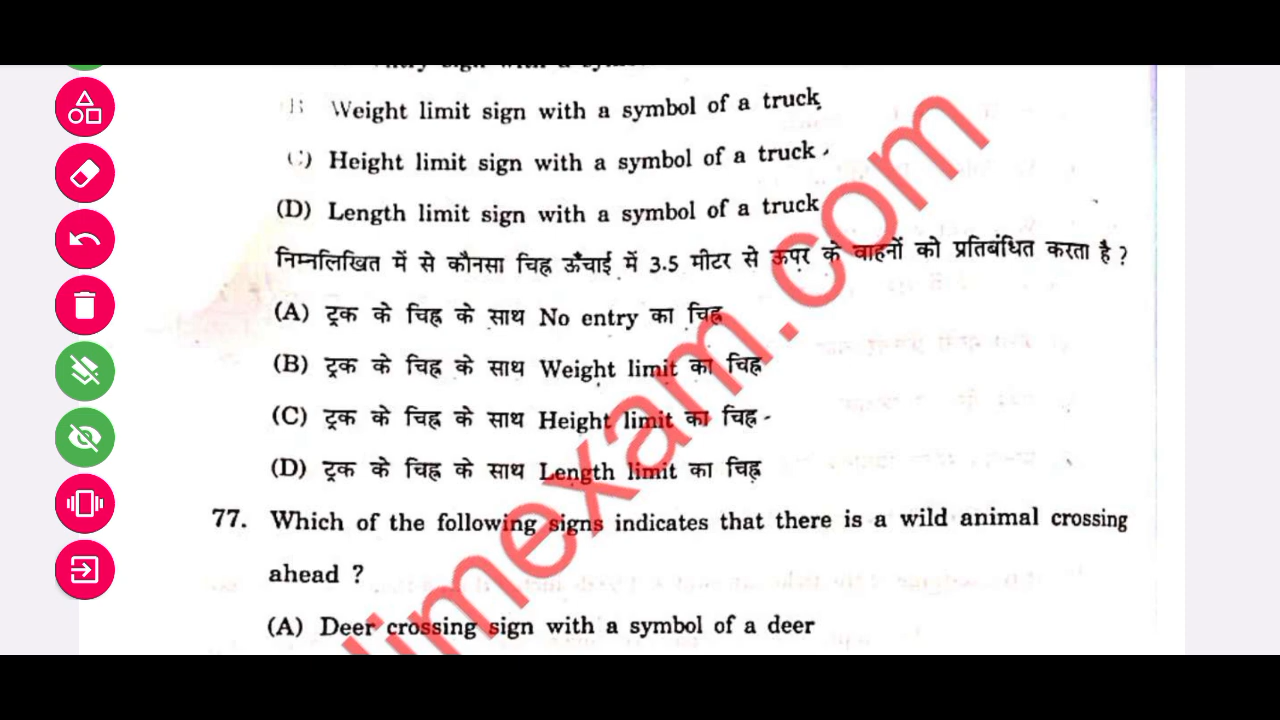 (B) Weight limit sign with a symbol of a truck
(C) Height limit sign with a symbol of a truck
(D) Length limit sign with a symbol of a truck
निम्नलिखित में से कौनसा चिह्न ऊँचाई में 3.5 मीटर से ऊपर के वाहनों को प्रतिबंधित करता है ?
(A) ट्रक के चिह्न के साथ No entry का चिह्न
(B) ट्रक के चिह्न के साथ Weight limit का चिह्न
(C) ट्रक के चिह्न के साथ Height limit का चिह्न
(D) ट्रक के चिह्न के साथ Length limit का चिह्न
77. Which of the following signs indicates that there is a wild animal crossing
ahead ?
(A) Deer crossing sign with a symbol of a deer
limexam.com